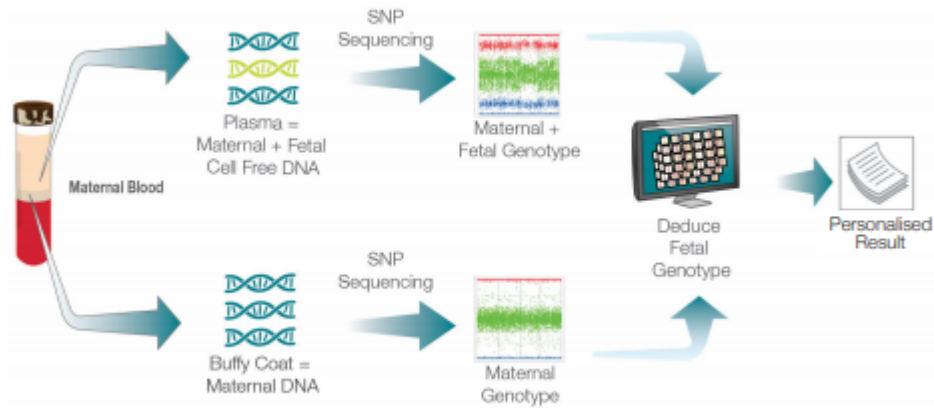 SNP
Sequencing
Plasma =
Maternal + Fetal
Cell Free DNA
Maternal +
Fetal Genotype
Maternal Blood
Deduce
Fetal
Genotype
Personalised
Result
SNP
Sequencing
Buffy Coat =
Maternal DNA
Maternal
Genotype